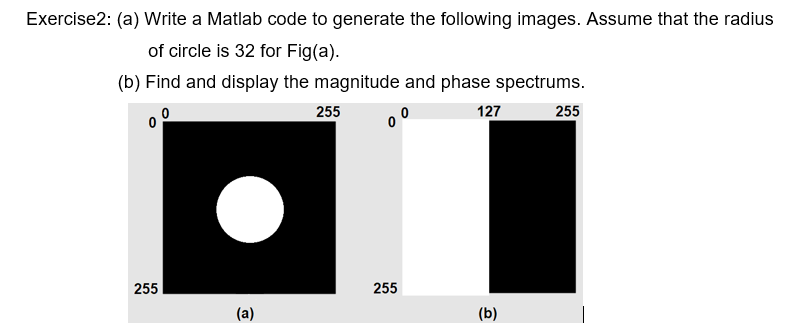 Exercise2: (a) Write a Matlab code to generate the following images. Assume that the radius
of circle is 32 for Fig(a).
(b) Find and display the magnitude and phase spectrums.
0 255 0 127 255
0 0
255 255
(a) (b)